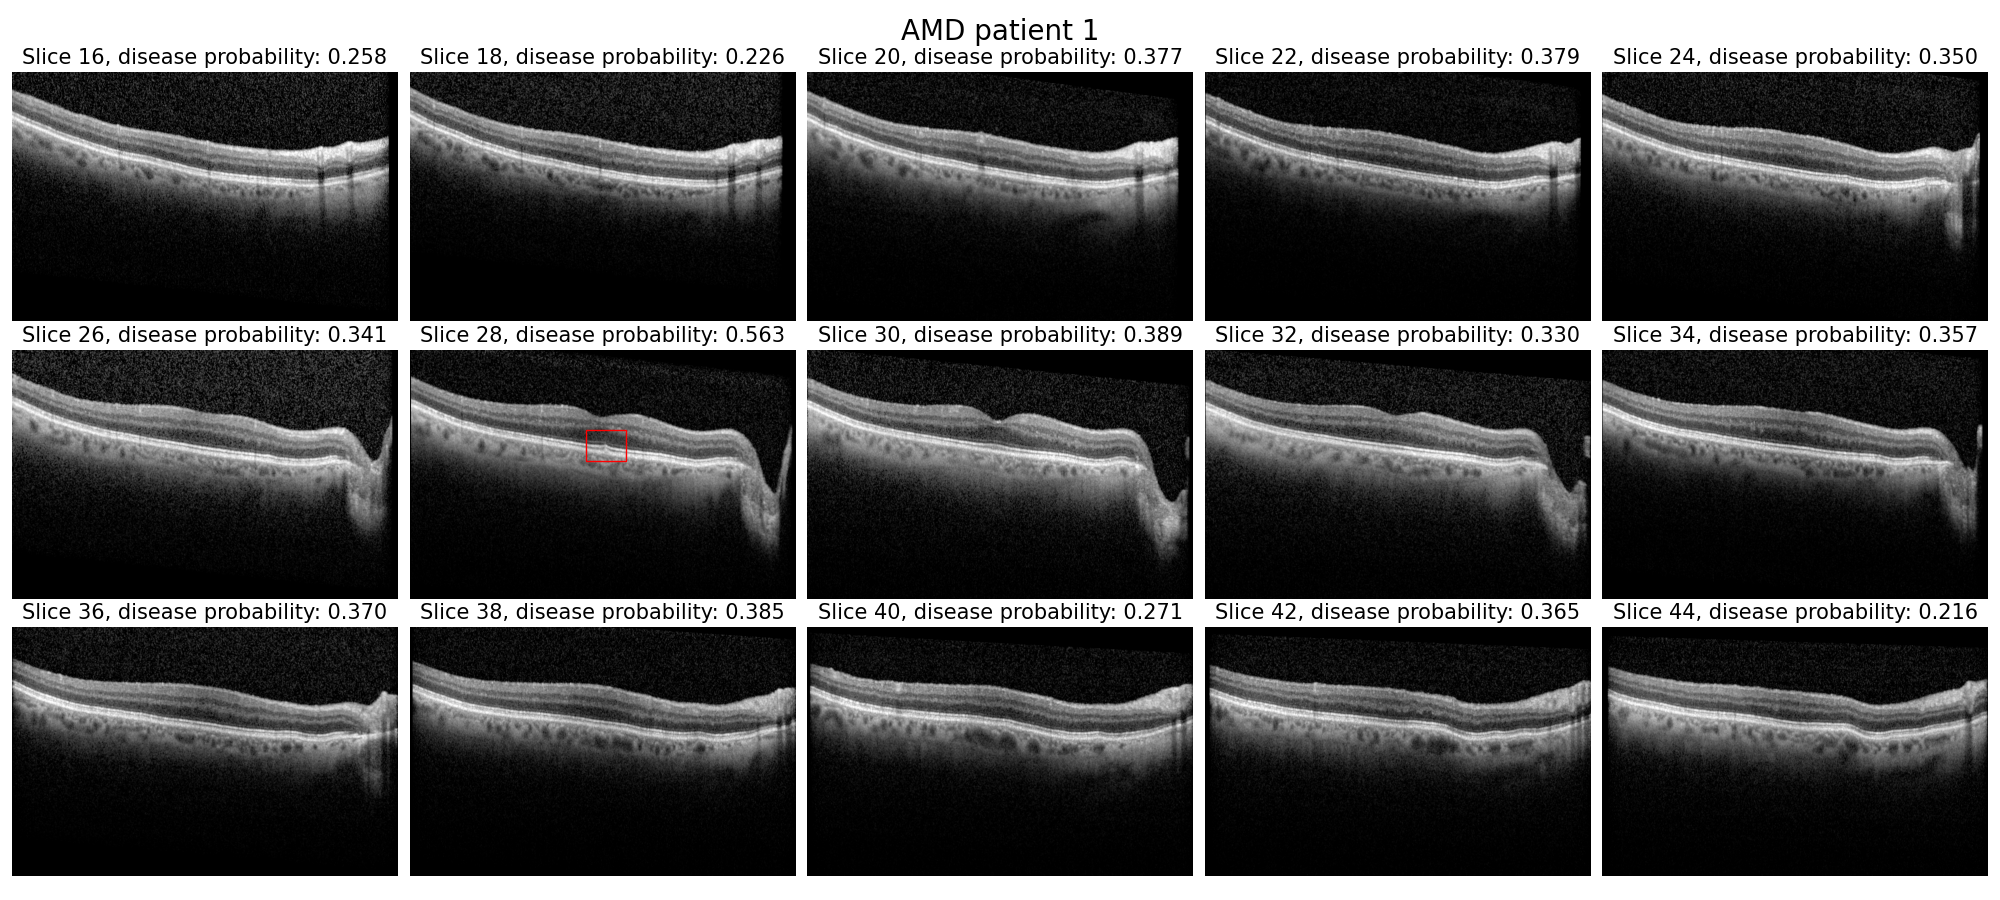 AMD patient 1
Slice 16, disease probability: 0.258
Slice 18, disease probability: 0.226
Slice 20, disease probability: 0.377
Slice 22, disease probability: 0.379
Slice 24, disease probability: 0.350
Slice 26, disease probability: 0.341
Slice 28, disease probability: 0.563
Slice 30, disease probability: 0.389
Slice 32, disease probability: 0.330
Slice 34, disease probability: 0.357
Slice 36, disease probability: 0.370
Slice 38, disease probability: 0.385
Slice 40, disease probability: 0.271
Slice 42, disease probability: 0.365
Slice 44, disease probability: 0.216